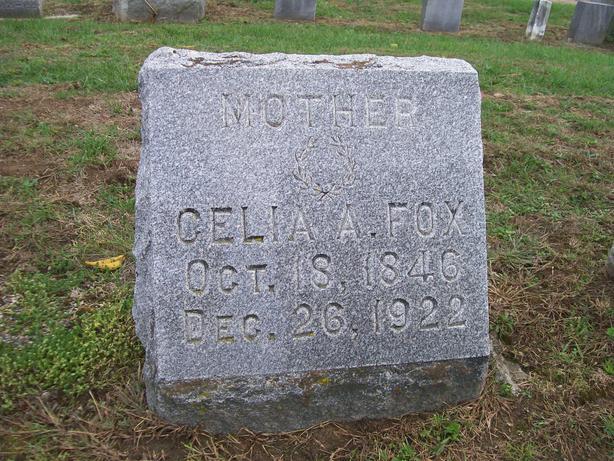 MOTHER
CELIA A. FOX
OCT. 18, 1846
DEC. 26, 1922